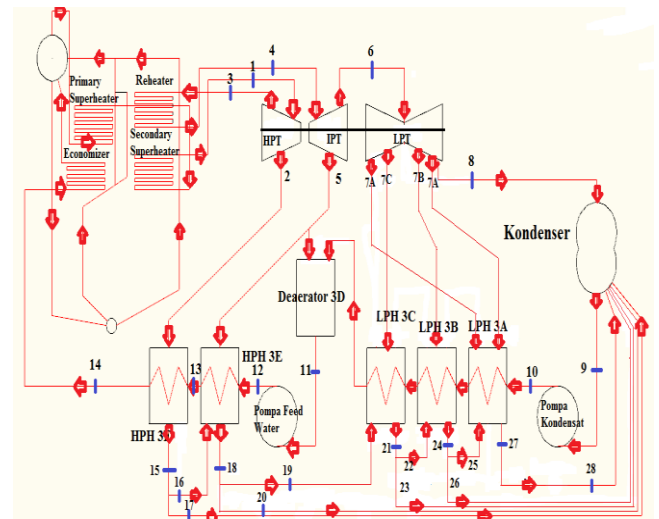 4
6
1
3
Primary
Superheater
Reheater
Secondary
Superheater
Economizer
HPT
IPT
LPT
2
5
7A
7C
7B
7A
8
Kondenser
Deaerator 3D
LPH 3C
LPH 3B
LPH 3A
14
13
HPH 3E
12
11
10
9
Pompa Feed
Water
Pompa
Kondensat
15
16
17
18
19
20
21
22
23
24
25
26
27
28